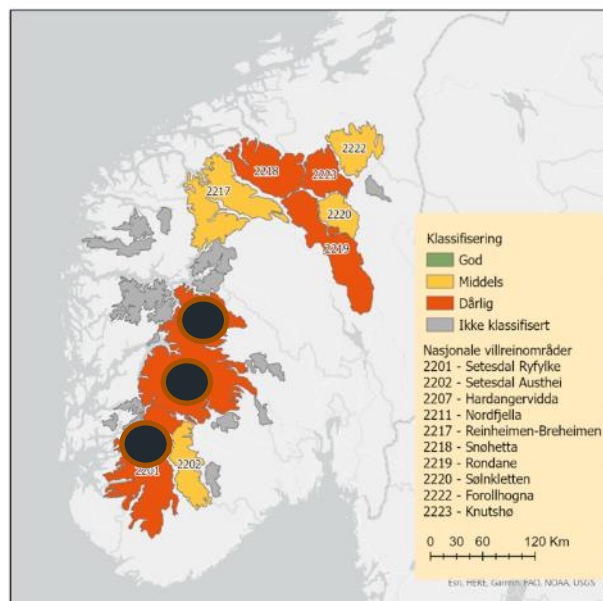 2222
2218
2223
2217
2220
2219
2202
2201
Klassifisering
God
Middels
Dårlig
Ikke klassifisert
Nasjonale villreinområder
2201 - Setesdal Ryfylke
2202 - Setesdal Austhei
2207 - Hardangervidda
2211 - Nordfjella
2217 - Reinheimen-Breheimen
2218 - Snøhetta
2219 - Rondane
2220 - Sølnkletten
2222 - Forollhogna
2223 - Knutshø
0 30 60 120 Km
Esri, HERE, Garmin, FAO, NOAA, USGS